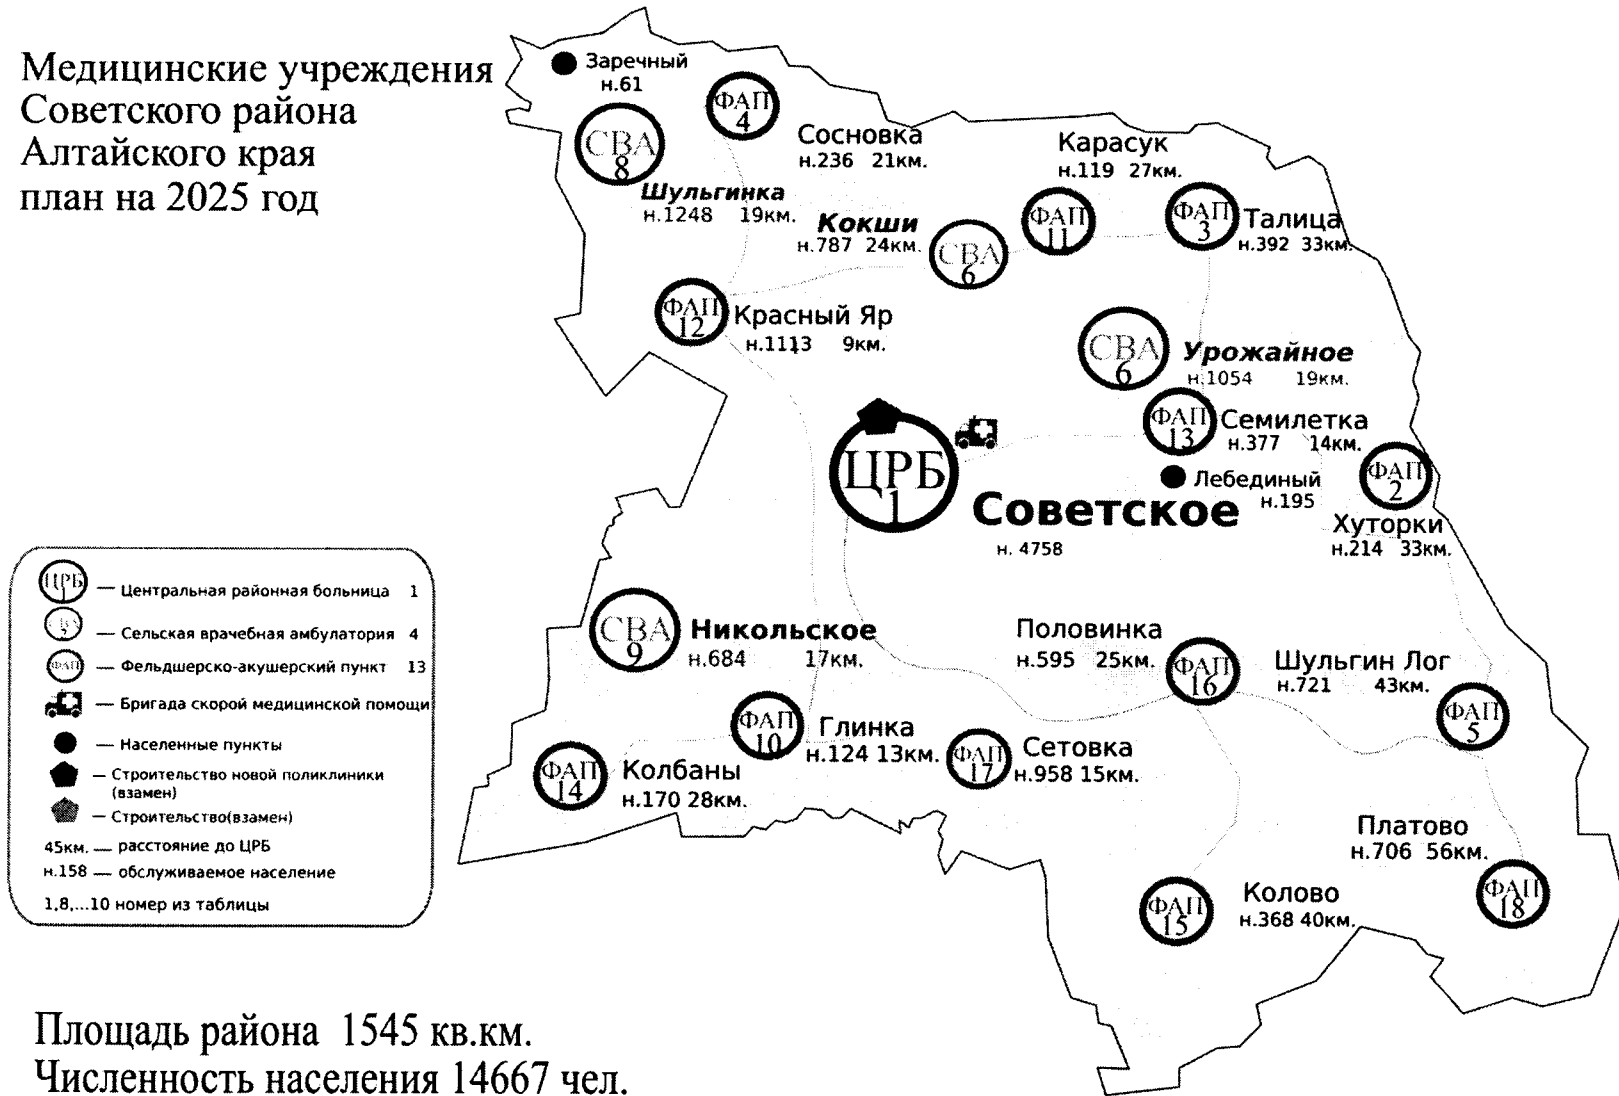 Медицинские учреждения
Советского района
Алтайского края
план на 2025 год
Заречный
н.61
СВА
8
Шульгинка
н.1248 19км.
ФАП
4
Сосновка
н.236 21км.
Карасук
н.119 27км.
ФАП
11
Кокши
н.787 24км.
СВА
6
ФАП
3
Талица
н.392 33км.
ФАП
12
Красный Яр
н.1113 9км.
СВА
6
Урожайное
н.1054 19км.
ФАП
13
Семилетка
н.377 14км.
Лебединый
н.195
ФАП
2
Хуторки
н.214 33км.
ЦРБ
1
Советское
н. 4758
СВА
9
Никольское
н.684 17км.
Половинка
н.595 25км.
ФАП
16
Шульгин Лог
н.721 43км.
ФАП
5
ФАП
10
Глинка
н.124 13км.
ФАП
14
Колбаны
н.170 28км.
ФАП
17
Сетовка
н.958 15км.
Платово
н.706 56км.
ФАП
18
ФАП
15
Колово
н.368 40км.
ЦРБ
1
— Центральная районная больница 1
— Сельская врачебная амбулатория 4
ФАП
— Фельдшерско-акушерский пункт 13
— Бригада скорой медицинской помощи
— Населенные пункты
— Строительство новой поликлиники
(взамен)
— Строительство(взамен)
45км. — расстояние до ЦРБ
н.158 — обслуживаемое население
1,8,...10 номер из таблицы
Площадь района 1545 кв.км.
Численность населения 14667 чел.